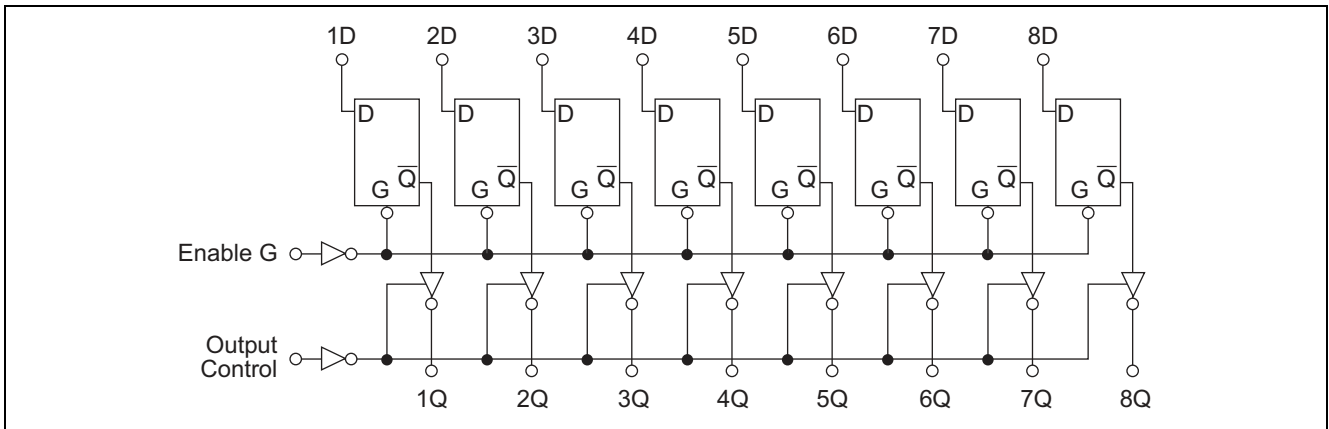 1D 2D 3D 4D 5D 6D 7D 8D
D D D D D D D D
Q̅ Q̅ Q̅ Q̅ Q̅ Q̅ Q̅ Q̅
G G G G G G G G
Enable G
Output
Control
1Q 2Q 3Q 4Q 5Q 6Q 7Q 8Q